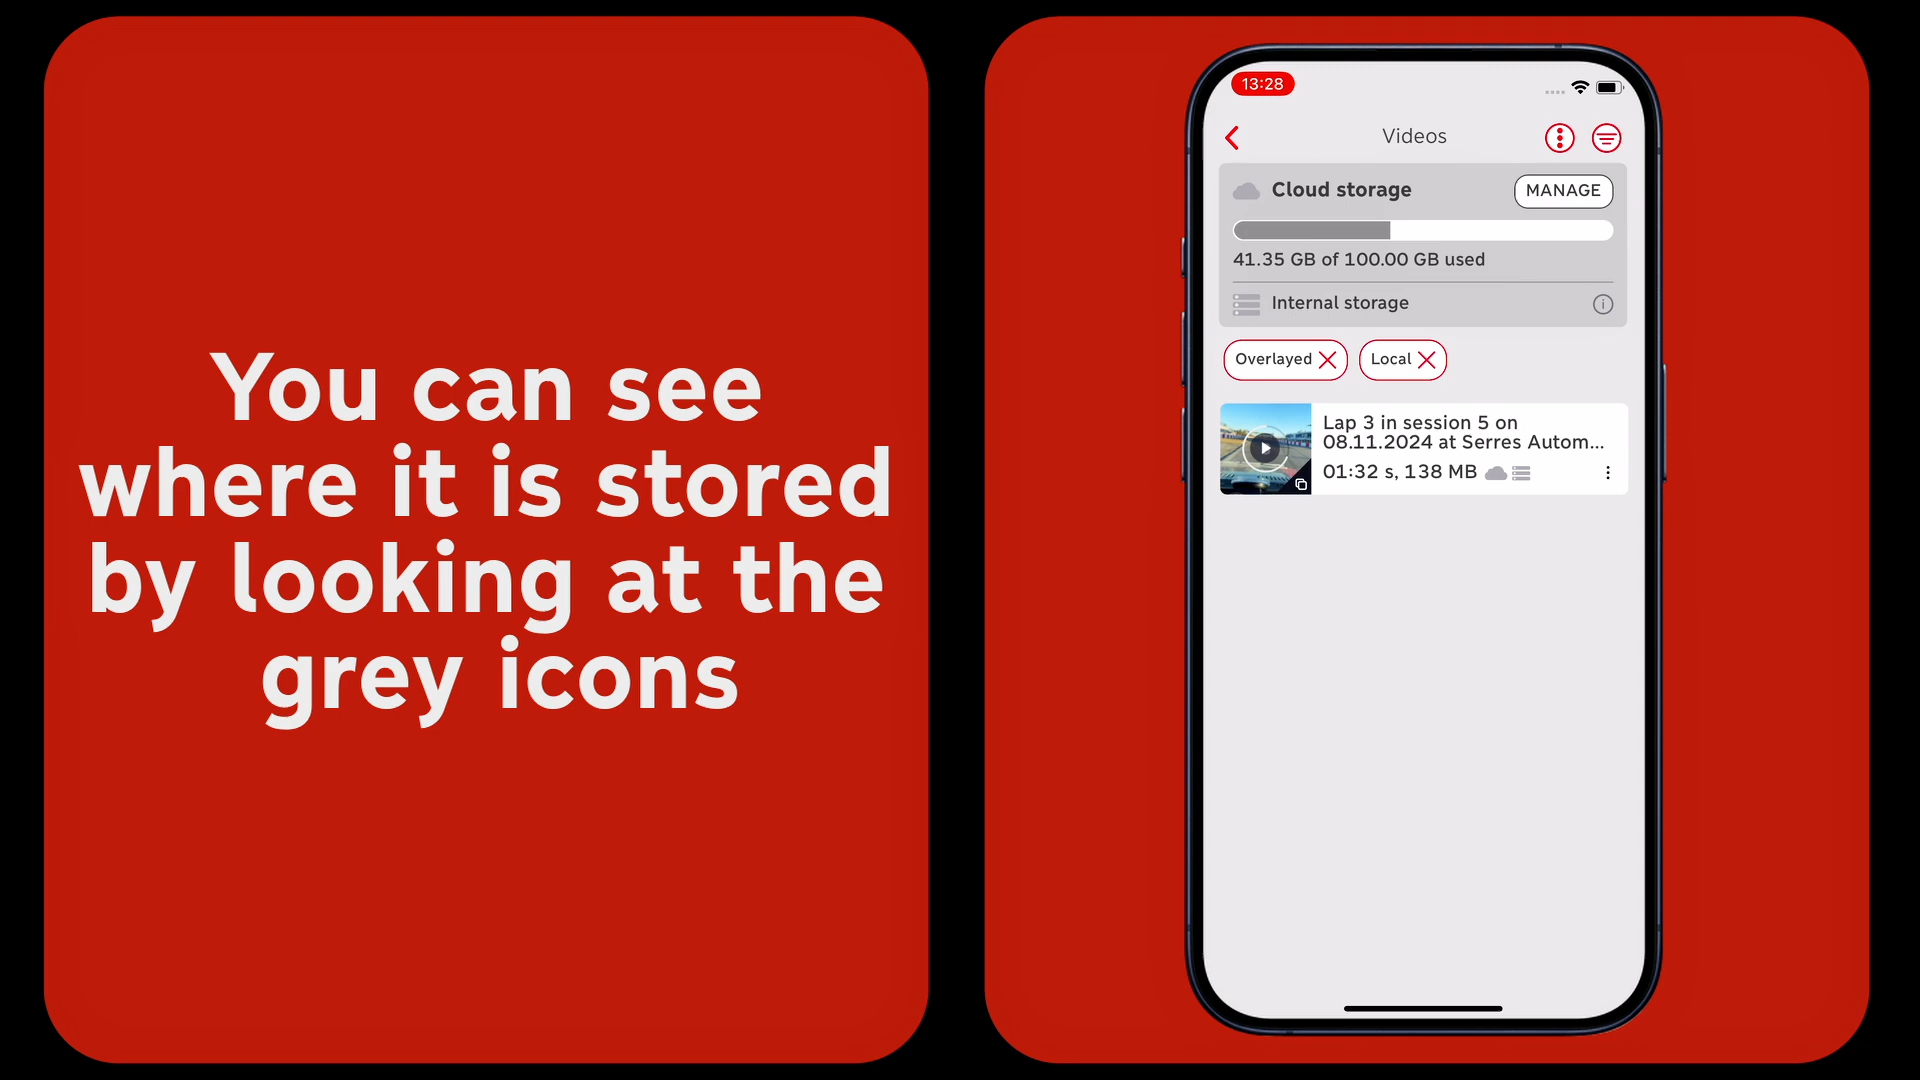 You can see
where it is stored
by looking at the
grey icons
13:28
Videos
Cloud storage
MANAGE
41.35 GB of 100.00 GB used
Internal storage
Overlayed
Local
Lap 3 in session 5 on
08.11.2024 at Serres Autom...
01:32 s, 138 MB